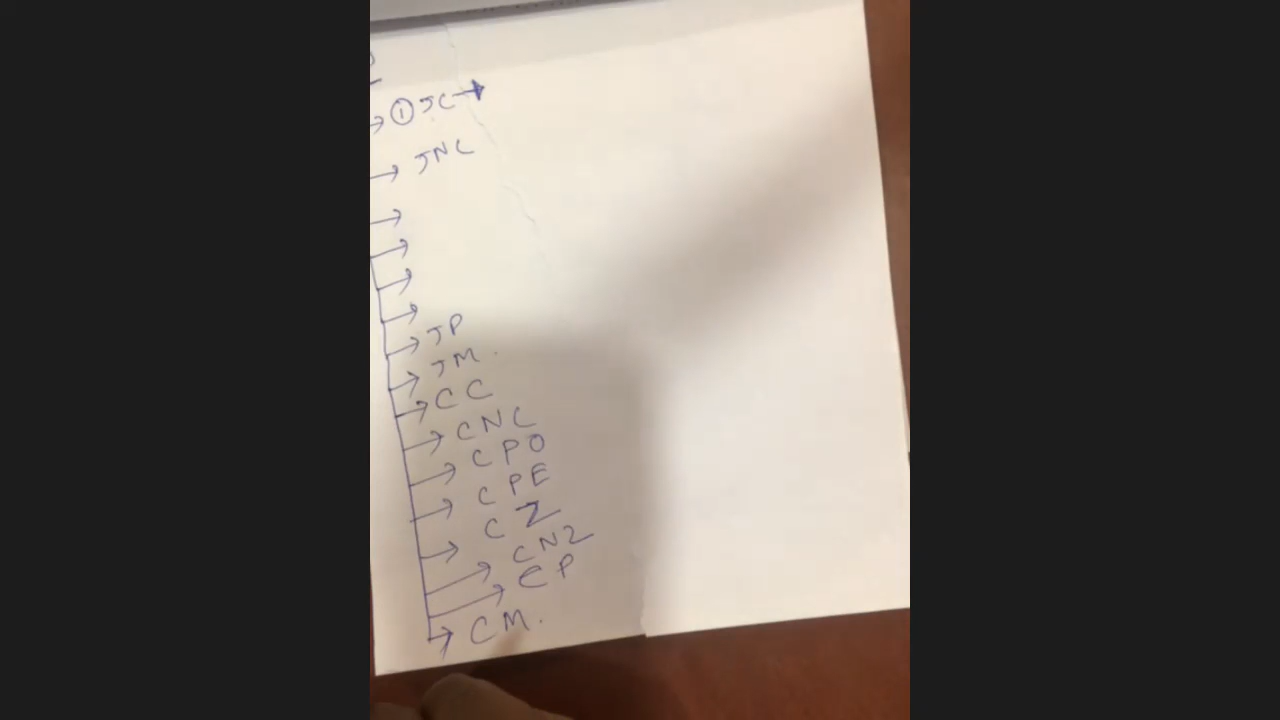 → ① JC →
→ JNC
→
→
→
→
→ JP
→ JM.
→ CC
→ CNC
→ CPO
→ CPE
→ CZ
→ CNZ
→ CP
→ CM.